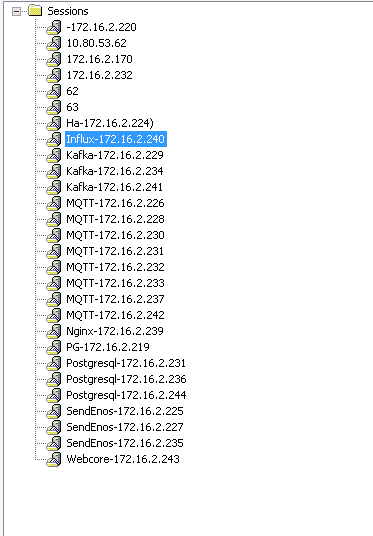 Sessions
-172.16.2.220
10.80.53.62
172.16.2.170
172.16.2.232
62
63
Ha-172.16.2.224)
Influx-172.16.2.240
Kafka-172.16.2.229
Kafka-172.16.2.234
Kafka-172.16.2.241
MQTT-172.16.2.226
MQTT-172.16.2.228
MQTT-172.16.2.230
MQTT-172.16.2.231
MQTT-172.16.2.232
MQTT-172.16.2.233
MQTT-172.16.2.237
MQTT-172.16.2.242
Nginx-172.16.2.239
PG-172.16.2.219
Postgresql-172.16.2.231
Postgresql-172.16.2.236
Postgresql-172.16.2.244
SendEnos-172.16.2.225
SendEnos-172.16.2.227
SendEnos-172.16.2.235
Webcore-172.16.2.243